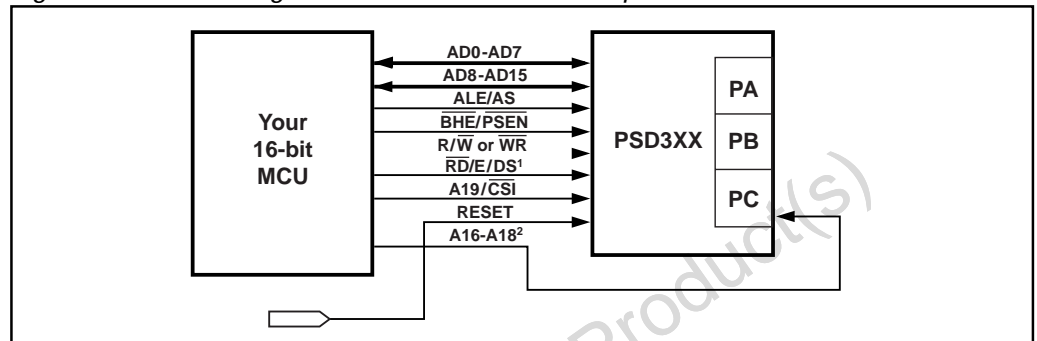 Your
16-bit
MCU
AD0-AD7
AD8-AD15
ALE/AS
BHE/PSEN
R/W or WR
RD/E/DS1
A19/CSI
RESET
A16-A182
PSD3XX
PA
PB
PC
Product(s)